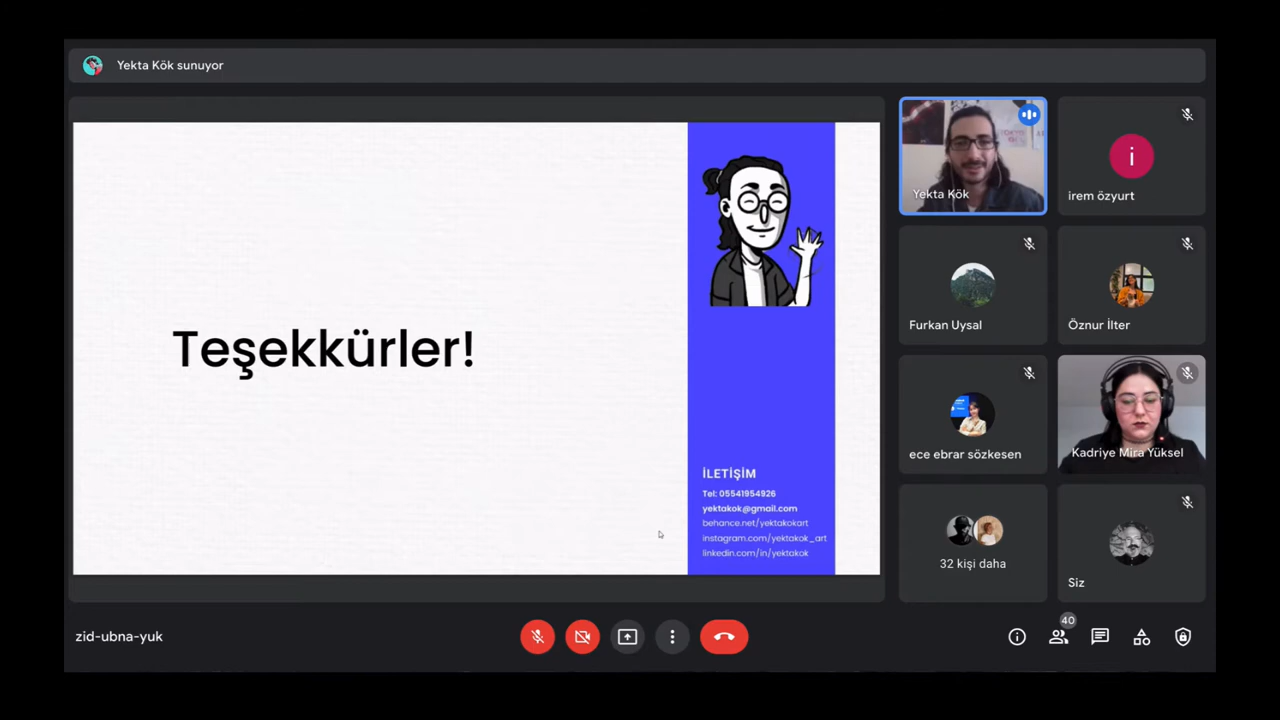 Yekta Kök sunuyor
Teşekkürler!
İLETİŞİM
Tel: 05541954926
yektakok@gmail.com
behance.net/yektakokart
instagram.com/yektakok_art
linkedin.com/in/yektakok
Yekta Kök
i
irem özyurt
Furkan Uysal
Öznur İlter
ece ebrar sözkesen
Kadriye Mira Yüksel
32 kişi daha
Siz
zid-ubna-yuk
40